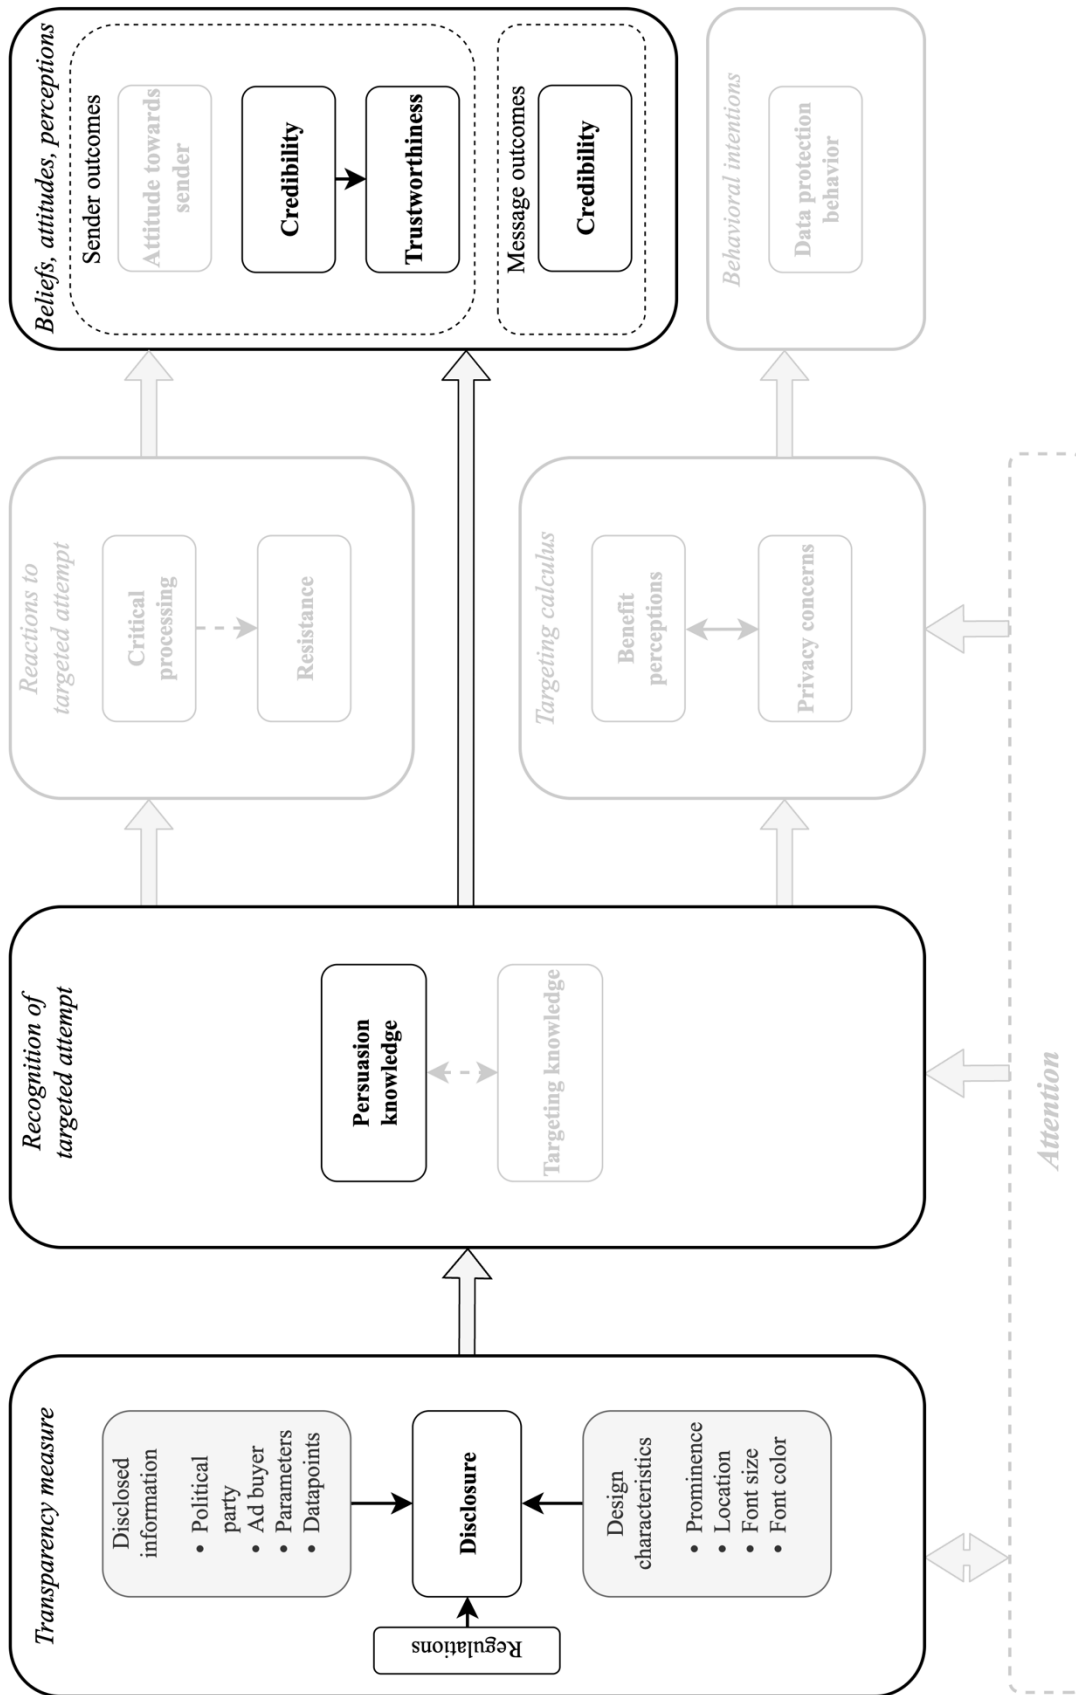 Transparency measure
Disclosed
information
• Political
party
• Ad buyer
• Parameters
• Datapoints
Regulations
Disclosure
Design
characteristics
• Prominence
• Location
• Font size
• Font color
Recognition of
targeted attempt
Persuasion
knowledge
Targeting knowledge
Reactions to
targeted attempt
Critical
processing
Resistance
Targeting calculus
Benefit
perceptions
Privacy concerns
Beliefs, attitudes, perceptions
Sender outcomes
Attitude towards
sender
Credibility
Trustworthiness
Message outcomes
Credibility
Behavioral intentions
Data protection
behavior
Attention